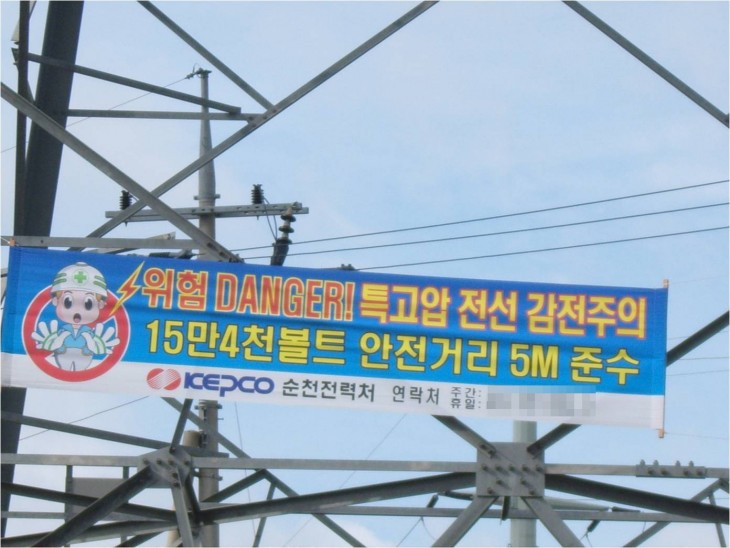 위험 DANGER! 특고압 전선 감전주의
15만4천볼트 안전거리 5M 준수
KEPCO 순천전력처 연락처 주간:
휴일: